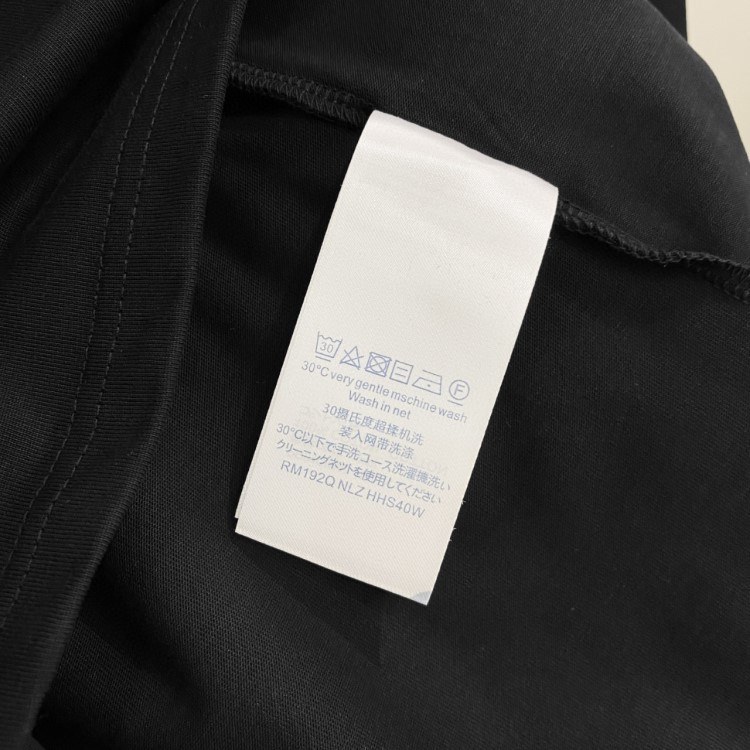 30
F
30°C very gentle mschine wash
Wash in net
30摄氏度超揉机洗
装入网带洗涤
30°C以下で手洗コース洗濯機洗い
クリーニングネットを使用してください
RM192Q NLZ HHS40W